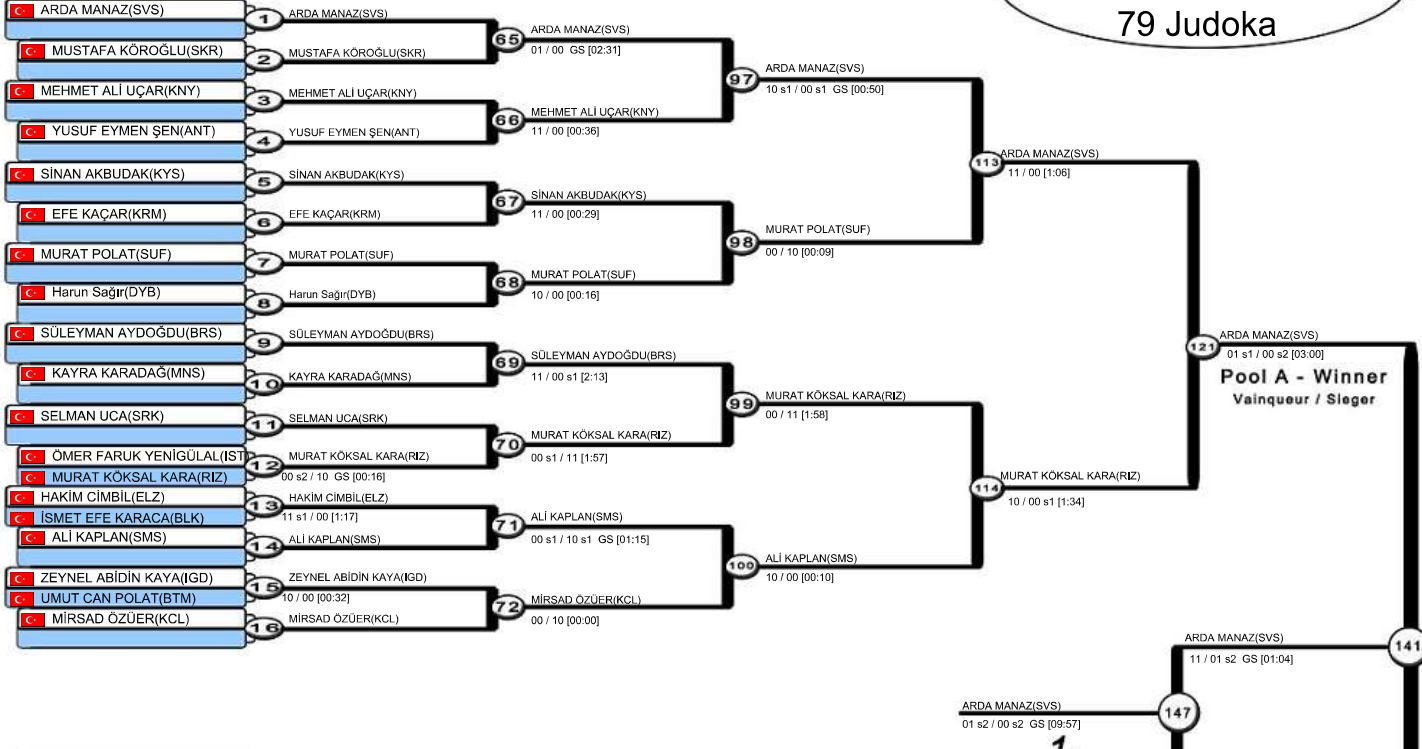 79 Judoka
ARDA MANAZ(SVS)
MUSTAFA KÖROĞLU(SKR)
MEHMET ALİ UÇAR(KNY)
YUSUF EYMEN ŞEN(ANT)
SİNAN AKBUDAK(KYS)
EFE KAÇAR(KRM)
MURAT POLAT(SUF)
Harun Sağır(DYB)
SÜLEYMAN AYDOĞDU(BRS)
KAYRA KARADAĞ(MNS)
SELMAN UCA(SRK)
ÖMER FARUK YENİGÜLAL(IST)
MURAT KÖKSAL KARA(RIZ)
HAKİM CİMBİL(ELZ)
İSMET EFE KARACA(BLK)
ALİ KAPLAN(SMS)
ZEYNEL ABİDİN KAYA(IGD)
UMUT CAN POLAT(BTM)
MİRSAD ÖZÜER(KCL)
1 ARDA MANAZ(SVS)
2 MUSTAFA KÖROĞLU(SKR)
3 MEHMET ALİ UÇAR(KNY)
4 YUSUF EYMEN ŞEN(ANT)
5 SİNAN AKBUDAK(KYS)
6 EFE KAÇAR(KRM)
7 MURAT POLAT(SUF)
8 Harun Sağır(DYB)
9 SÜLEYMAN AYDOĞDU(BRS)
10 KAYRA KARADAĞ(MNS)
11 SELMAN UCA(SRK)
12 MURAT KÖKSAL KARA(RIZ)
00 s2 / 10 GS [00:16]
13 HAKİM CİMBİL(ELZ)
11 s1 / 00 [1:17]
14 ALİ KAPLAN(SMS)
15 ZEYNEL ABİDİN KAYA(IGD)
10 / 00 [00:32]
16 MİRSAD ÖZÜER(KCL)
65 ARDA MANAZ(SVS)
01 / 00 GS [02:31]
66 MEHMET ALİ UÇAR(KNY)
11 / 00 [00:36]
67 SİNAN AKBUDAK(KYS)
11 / 00 [00:29]
68 MURAT POLAT(SUF)
10 / 00 [00:16]
69 SÜLEYMAN AYDOĞDU(BRS)
11 / 00 s1 [2:13]
70 MURAT KÖKSAL KARA(RIZ)
00 s1 / 11 [1:57]
71 ALİ KAPLAN(SMS)
00 s1 / 10 s1 GS [01:15]
72 MİRSAD ÖZÜER(KCL)
00 / 10 [00:00]
97 ARDA MANAZ(SVS)
10 s1 / 00 s1 GS [00:50]
98 MURAT POLAT(SUF)
00 / 10 [00:09]
99 MURAT KÖKSAL KARA(RIZ)
00 / 11 [1:58]
100 ALİ KAPLAN(SMS)
10 / 00 [00:10]
113 ARDA MANAZ(SVS)
11 / 00 [1:06]
114 MURAT KÖKSAL KARA(RIZ)
10 / 00 s1 [1:34]
121 ARDA MANAZ(SVS)
01 s1 / 00 s2 [03:00]
Pool A - Winner
Vainqueur / Sieger
ARDA MANAZ(SVS) 141
11 / 01 s2 GS [01:04]
ARDA MANAZ(SVS) 147
01 s2 / 00 s2 GS [09:57]